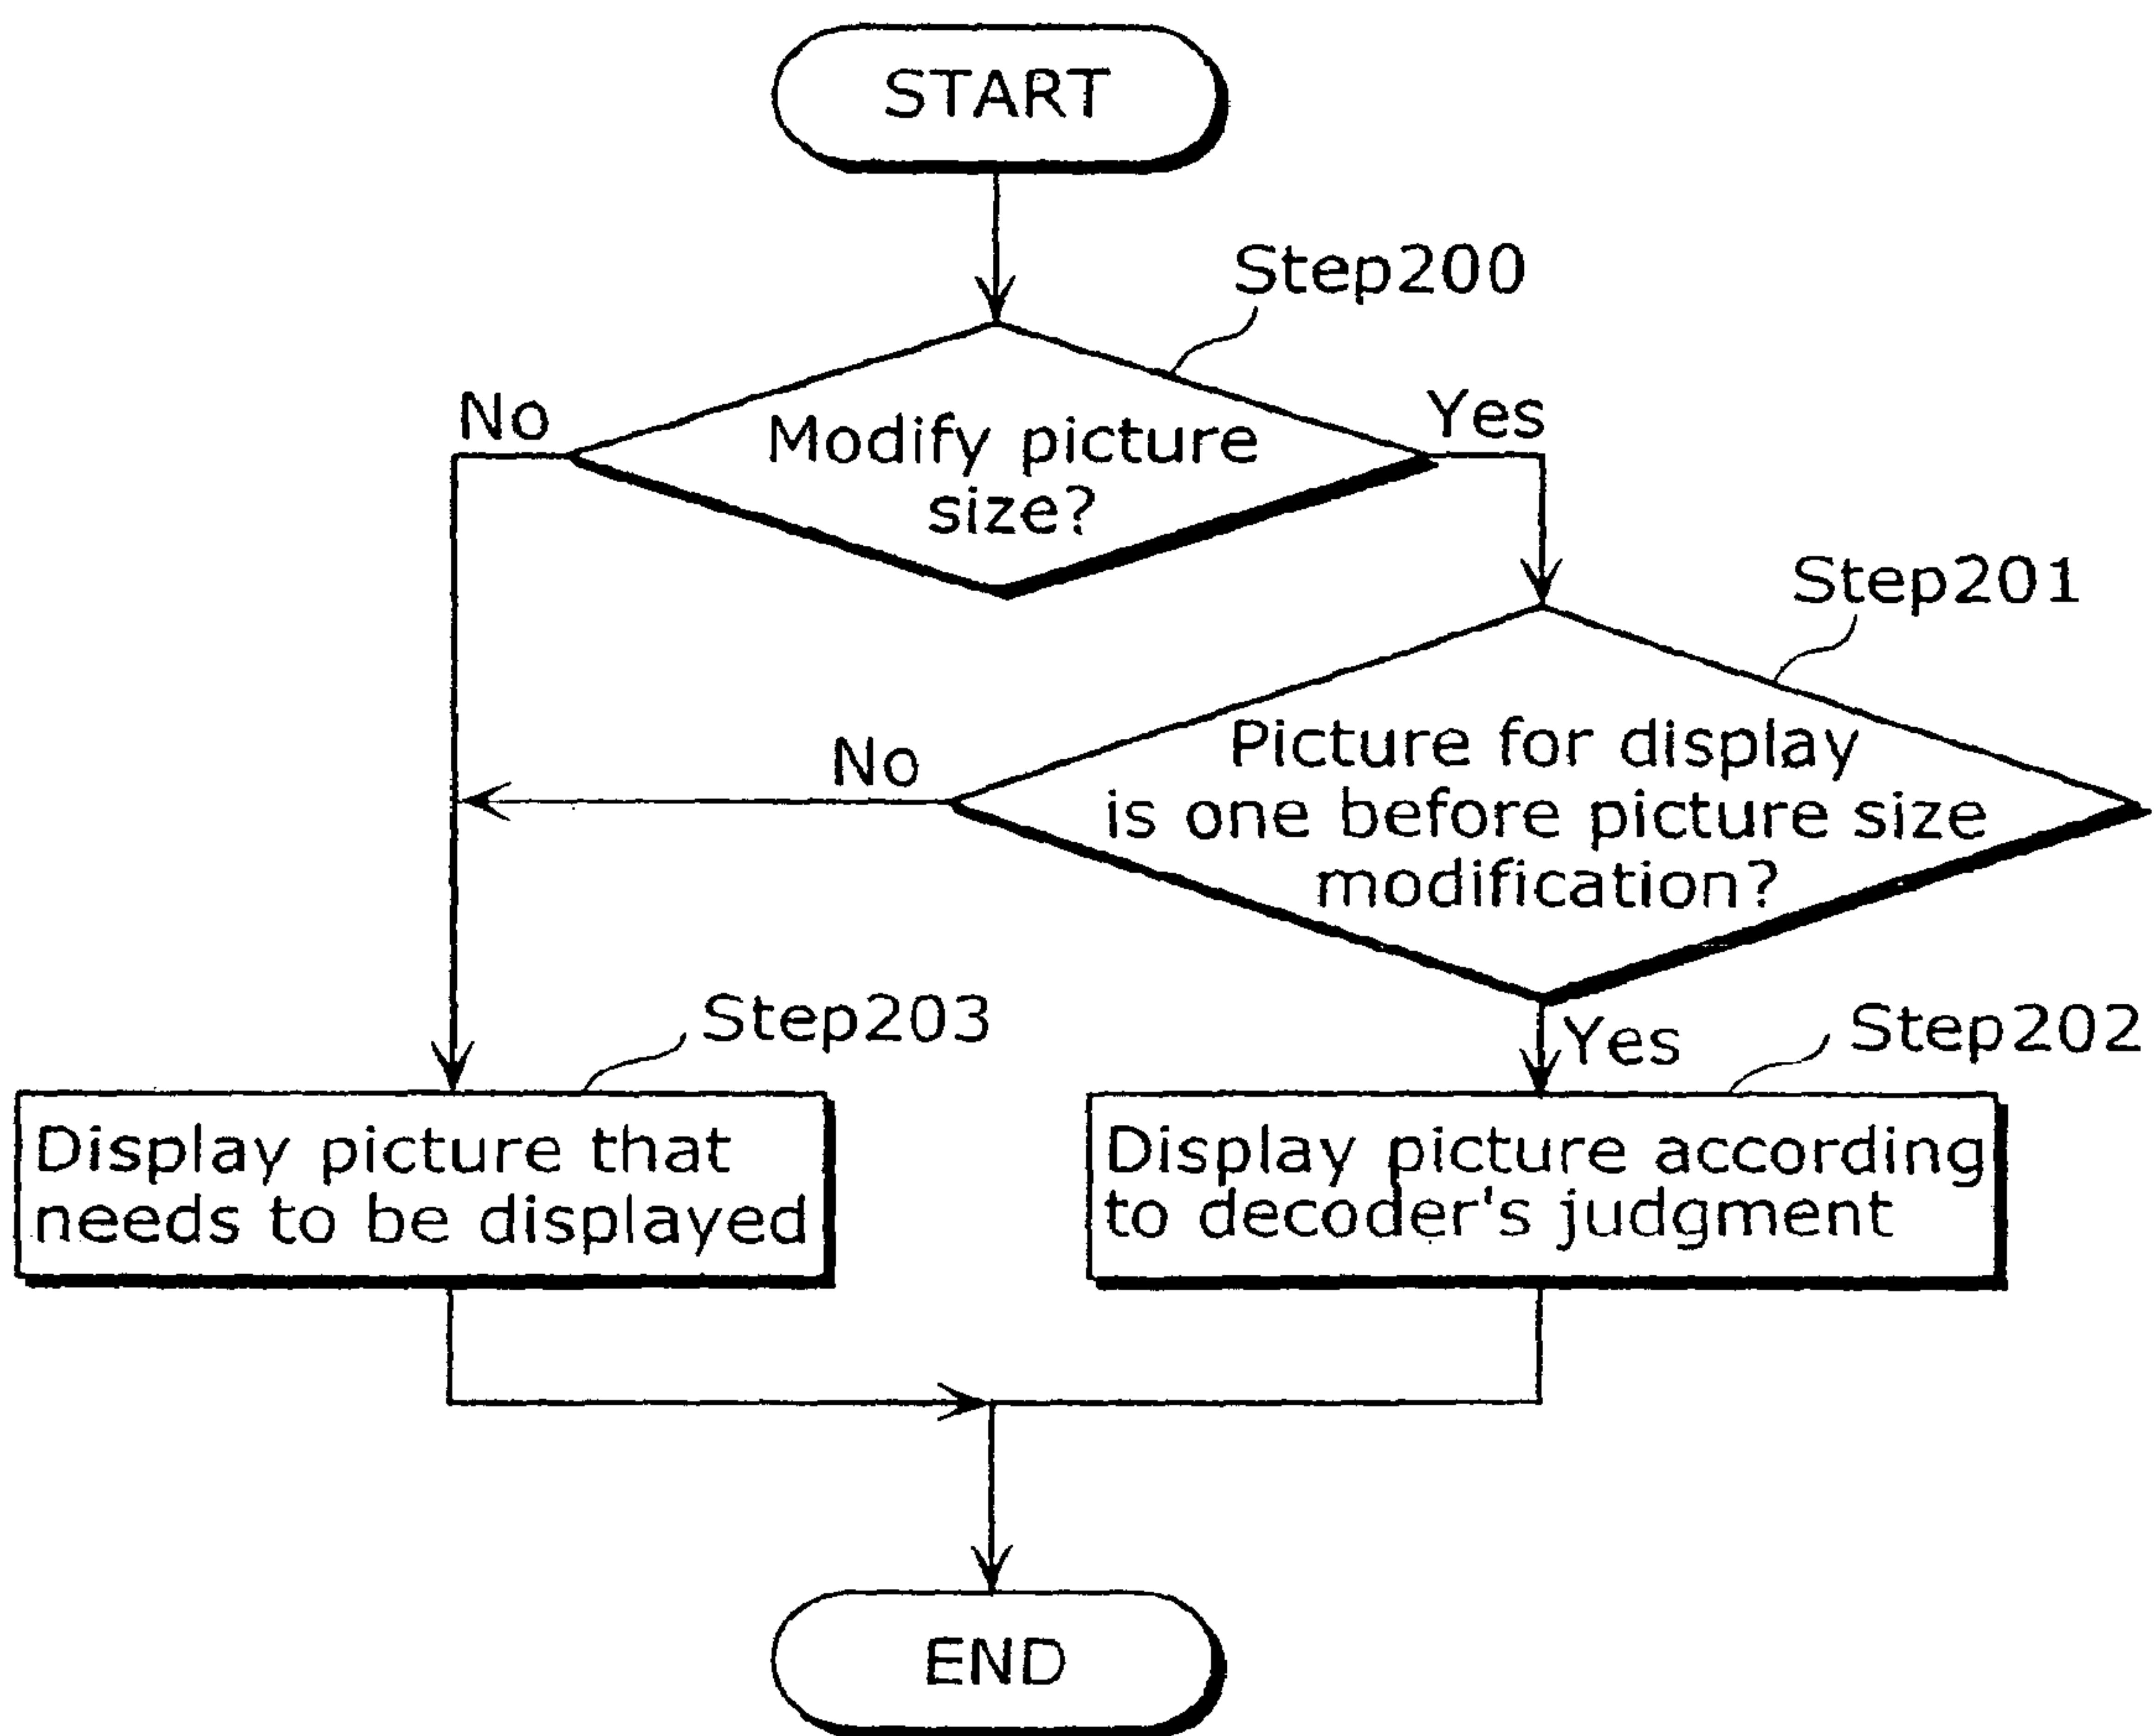 START
Step200
No
Yes
Modify picture
size?
Step201
Picture for display
No
is one before picture size
modification?
Step203
Step202
Yes
Display picture that
needs to be displayed
Display picture according
to decoder's judgment
END